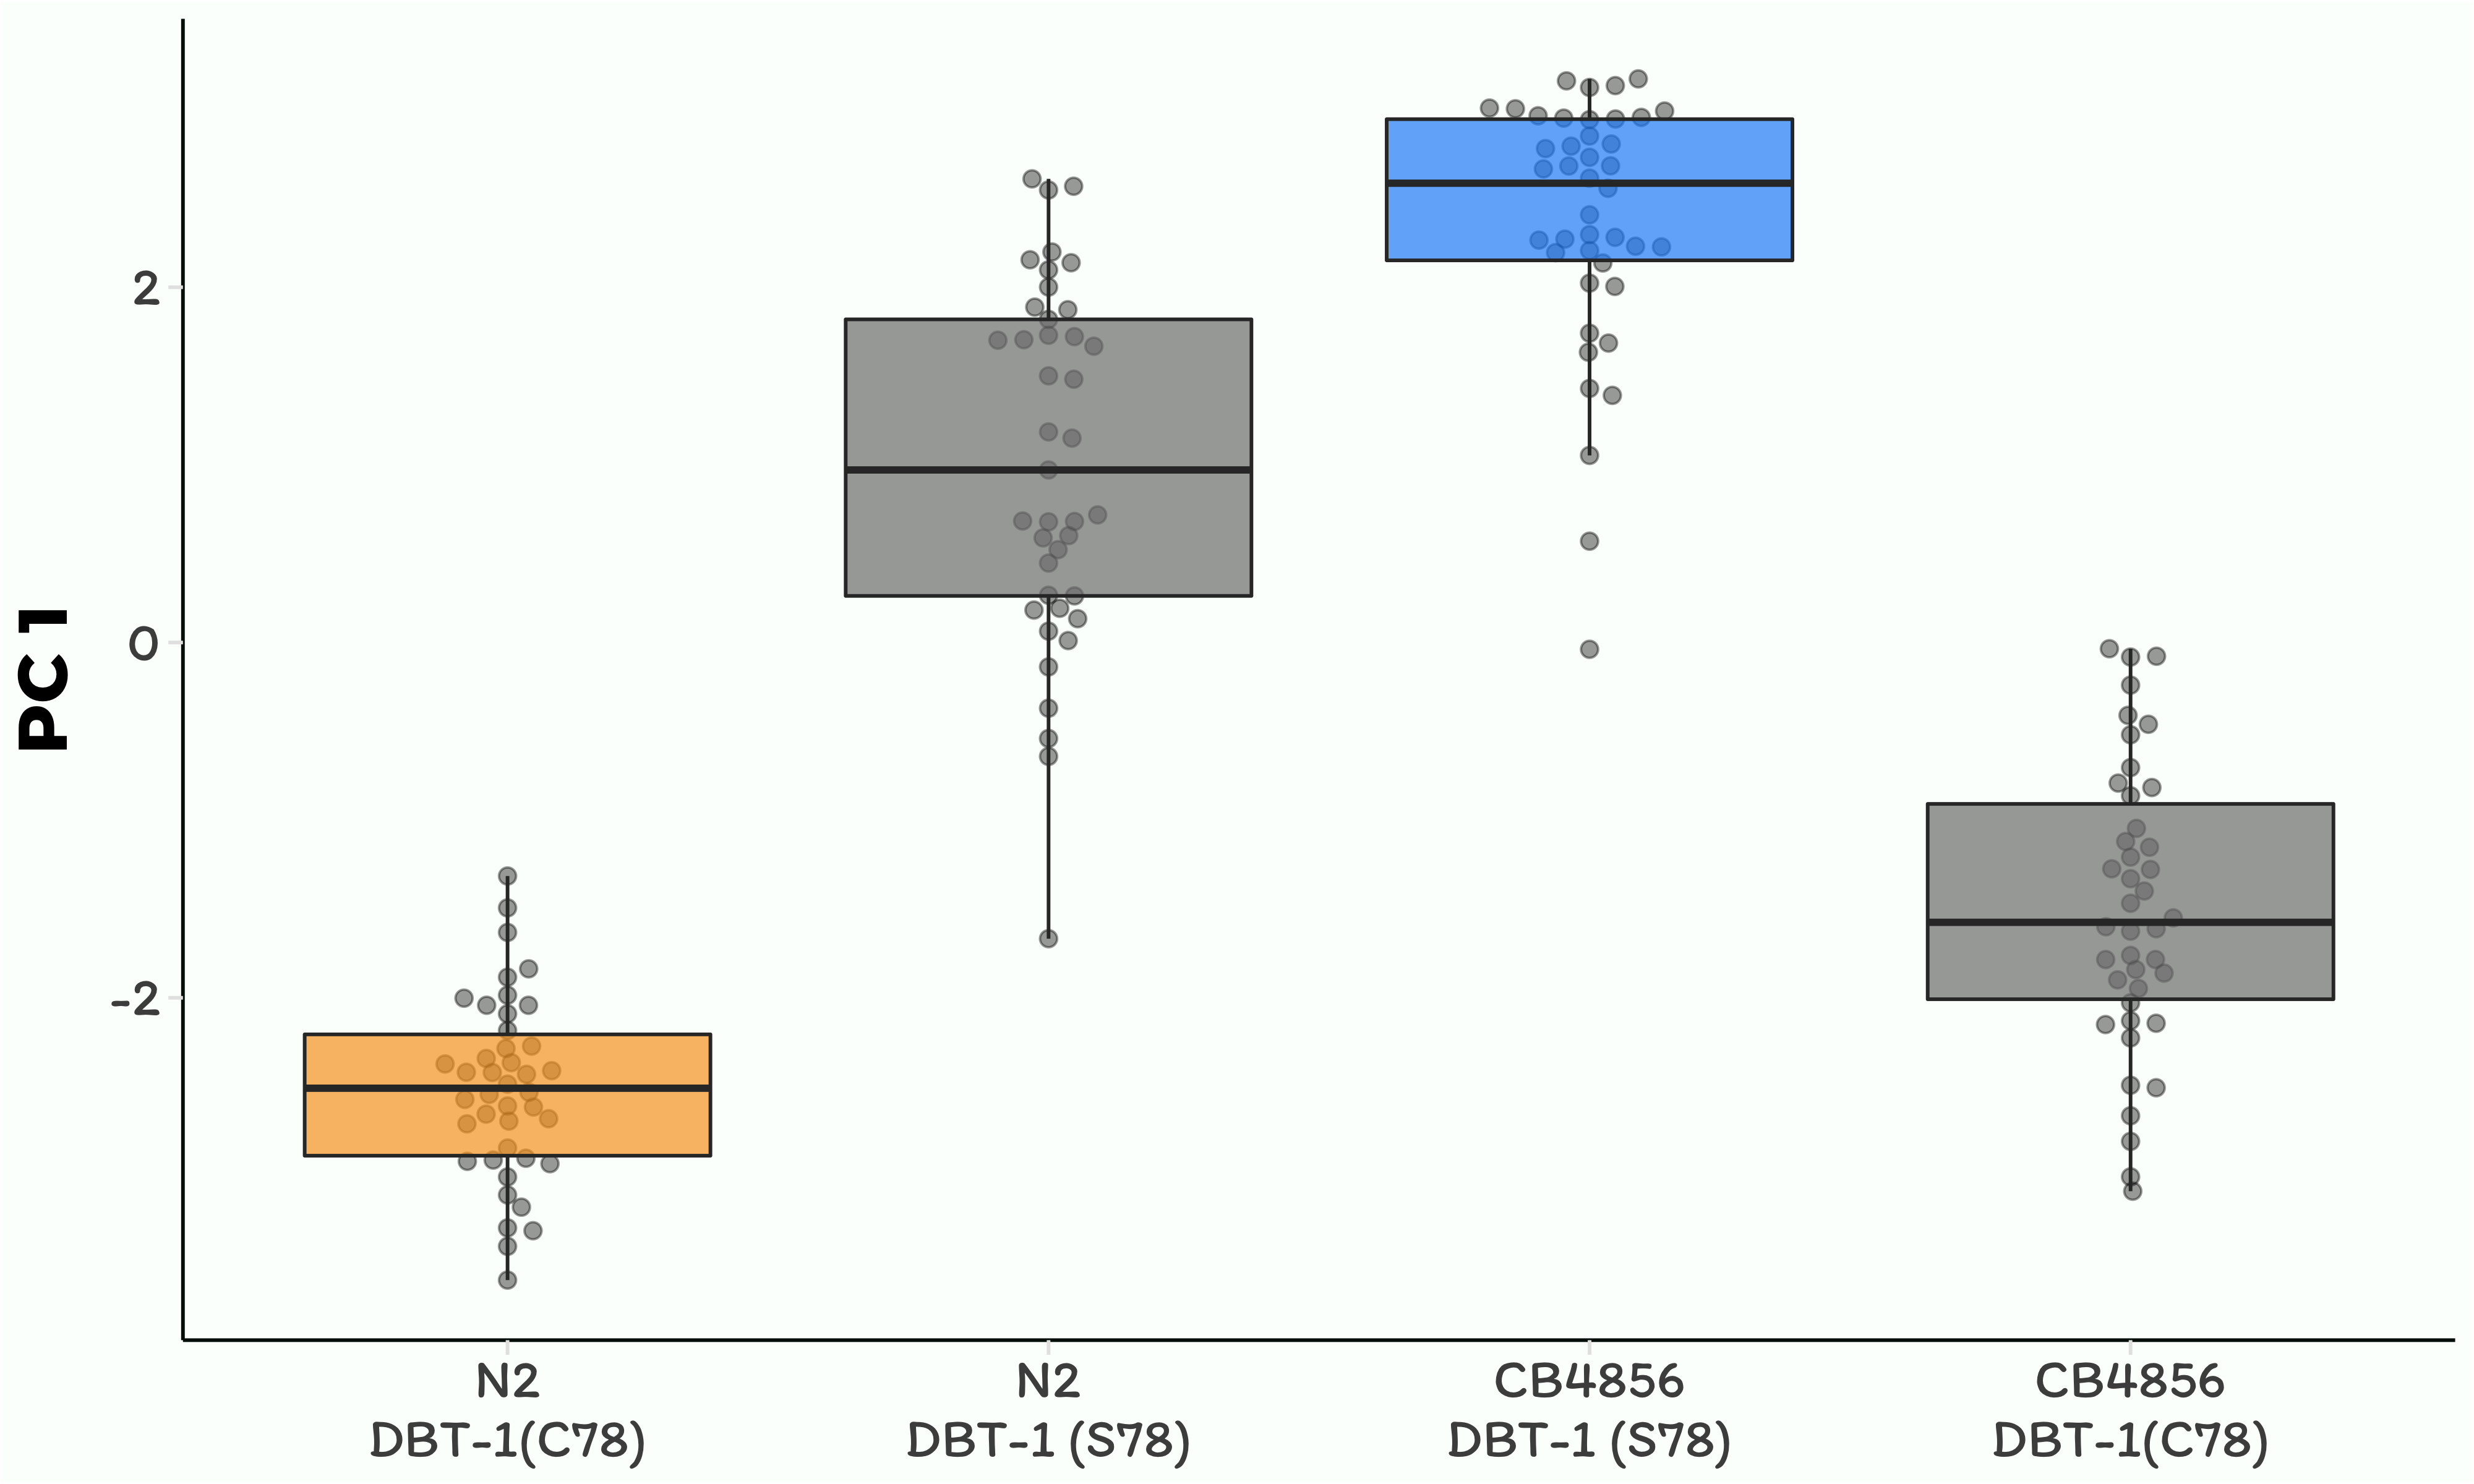 PC 1
2
0
-2
N2
DBT-1(C78)
N2
DBT-1 (S78)
CB4856
DBT-1 (S78)
CB4856
DBT-1(C78)